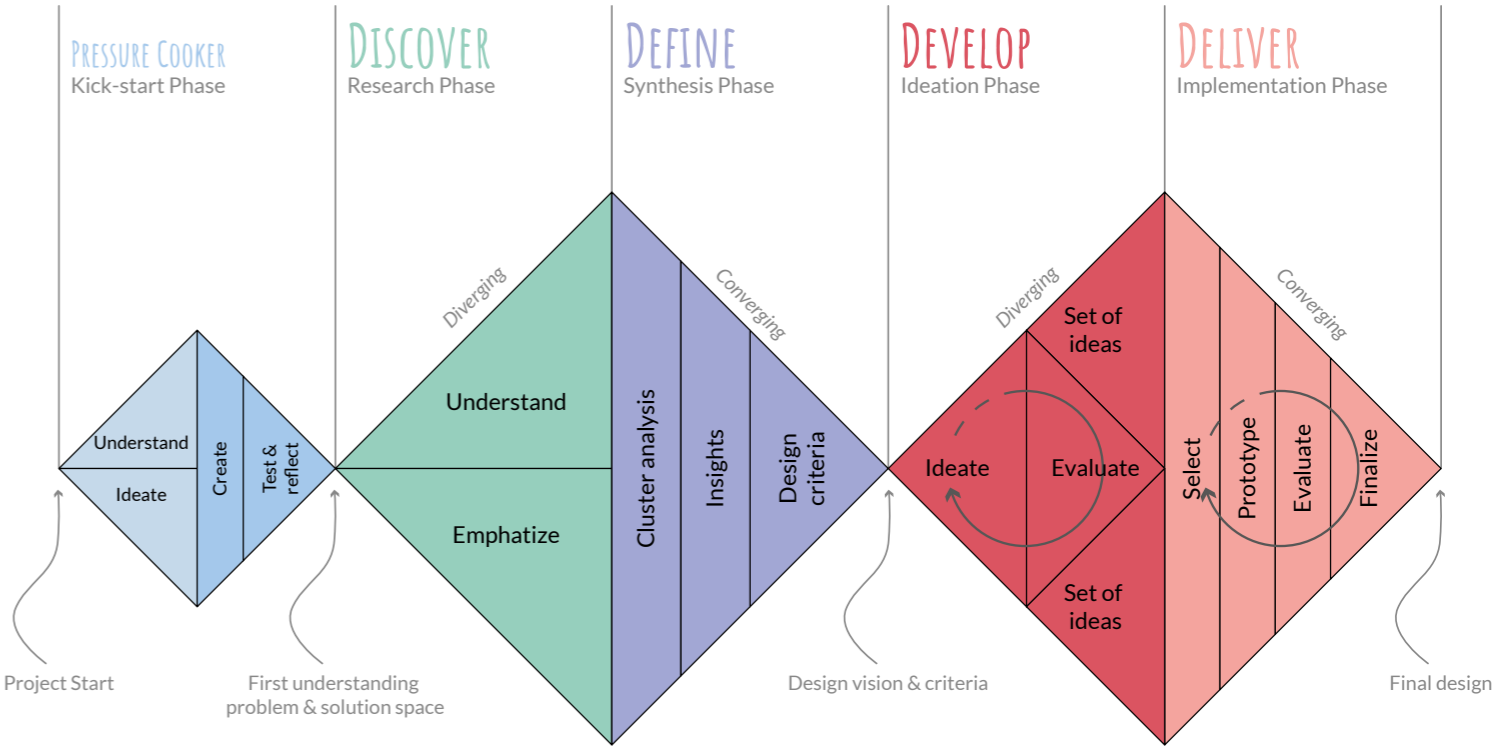 PRESSURE COOKER
Kick-start Phase
DISCOVER
Research Phase
DEFINE
Synthesis Phase
DEVELOP
Ideation Phase
DELIVER
Implementation Phase
Understand
Ideate
Create
Test &
reflect
Diverging
Understand
Emphatize
Converging
Cluster analysis
Insights
Design
criteria
Diverging
Set of
ideas
Ideate
Evaluate
Set of
ideas
Converging
Select
Prototype
Evaluate
Finalize
Project Start
First understanding
problem & solution space
Design vision & criteria
Final design